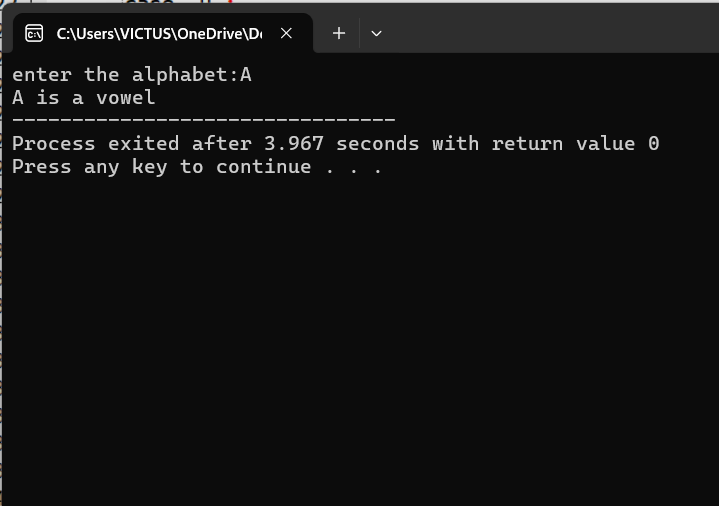 C:\Users\VICTUS\OneDrive\De
enter the alphabet:A
A is a vowel
--------------------------------
Process exited after 3.967 seconds with return value 0
Press any key to continue . . .